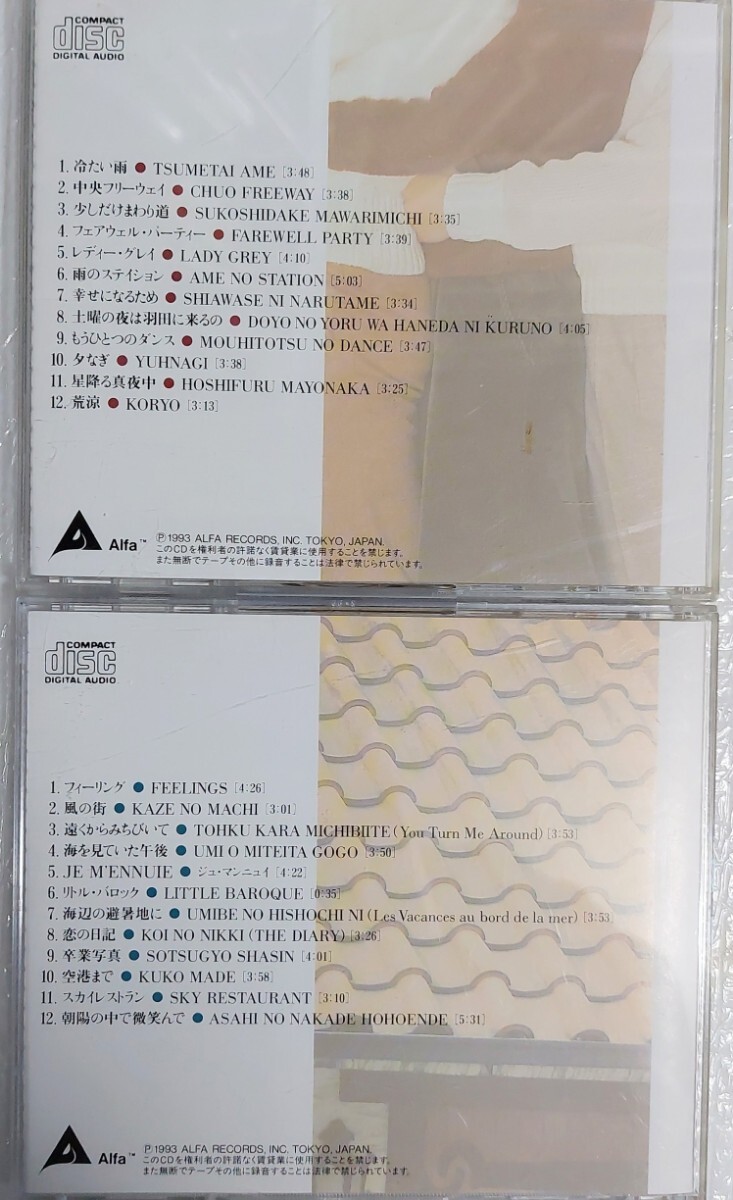 COMPACT
disc
DIGITAL AUDIO
1. 冷たい雨 ● TSUMETAI AME [3:48]
2. 中央フリーウェイ ● CHUO FREEWAY [3:38]
3. 少しだけまわり道 ● SUKOSHIDAKE MAWARIMICHI [3:35]
4. フェアウェル・パーティー ● FAREWELL PARTY [3:39]
5. レディー・グレイ ● LADY GREY [4:10]
6. 雨のステイション ● AME NO STATION [5:03]
7. 幸せになるため ● SHIAWASE NI NARUTAME [3:34]
8. 土曜の夜は羽田に来るの ● DOYO NO YORU WA HANEDA NI KURUNO [4:05]
9. もうひとつのダンス ● MOUHITOTSU NO DANCE [3:47]
10. 夕なぎ ● YUHNAGI [3:38]
11. 星降る真夜中 ● HOSHIFURU MAYONAKA [3:25]
12. 荒涼 ● KORYO [3:13]
Alfa™
Ⓟ1993 ALFA RECORDS, INC. TOKYO, JAPAN.
このCDを権利者の許諾なく賃貸業に使用することを禁じます。
また無断でテープその他に録音することは法律で禁じられています。
COMPACT
disc
DIGITAL AUDIO
1. フィーリング ● FEELINGS [4:26]
2. 風の街 ● KAZE NO MACHI [3:01]
3. 遠くからみちびいて ● TOHKU KARA MICHIBIITE (You Turn Me Around) [3:53]
4. 海を見ていた午後 ● UMI O MITEITA GOGO [3:50]
5. JE M'ENNUIE ● ジュ・マンニュイ [4:22]
6. リトル・バロック ● LITTLE BAROQUE [0:35]
7. 海辺の避暑地に ● UMIBE NO HISHOCHI NI (Les Vacances au bord de la mer) [3:53]
8. 恋の日記 ● KOI NO NIKKI (THE DIARY) [3:26]
9. 卒業写真 ● SOTSUGYO SHASIN [4:01]
10. 空港まで ● KUKO MADE [3:58]
11. スカイレストラン ● SKY RESTAURANT [3:10]
12. 朝陽の中で微笑んで ● ASAHI NO NAKADE HOHOENDE [5:31]
Alfa™
Ⓟ1993 ALFA RECORDS, INC. TOKYO, JAPAN.
このCDを権利者の許諾なく賃貸業に使用することを禁じます。
また無断でテープその他に録音することは法律で禁じられています。